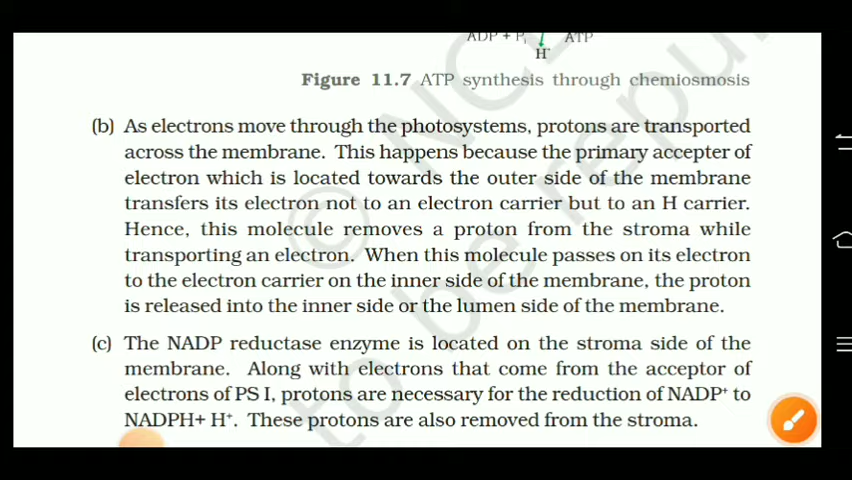 ADP + Pi ATP
H+
Figure 11.7 ATP synthesis through chemiosmosis
(b) As electrons move through the photosystems, protons are transported
across the membrane. This happens because the primary accepter of
electron which is located towards the outer side of the membrane
transfers its electron not to an electron carrier but to an H carrier.
Hence, this molecule removes a proton from the stroma while
transporting an electron. When this molecule passes on its electron
to the electron carrier on the inner side of the membrane, the proton
is released into the inner side or the lumen side of the membrane.
(c) The NADP reductase enzyme is located on the stroma side of the
membrane. Along with electrons that come from the acceptor of
electrons of PS I, protons are necessary for the reduction of NADP⁺ to
NADPH+ H⁺. These protons are also removed from the stroma.
© NC
to be repu